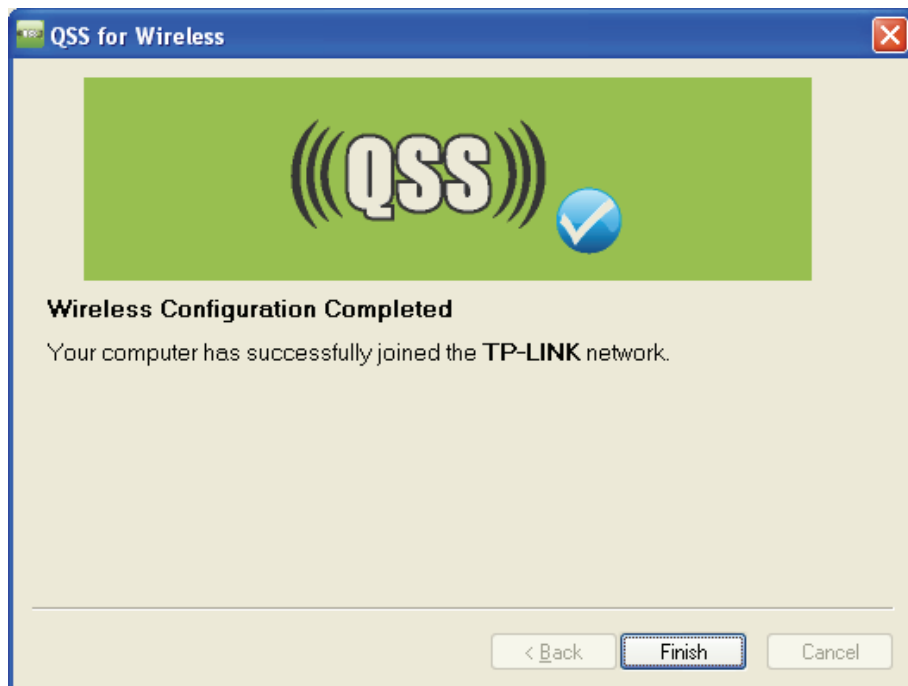 QSS for Wireless
(((QSS)))
Wireless Configuration Completed
Your computer has successfully joined the TP-LINK network.
< Back
Finish
Cancel